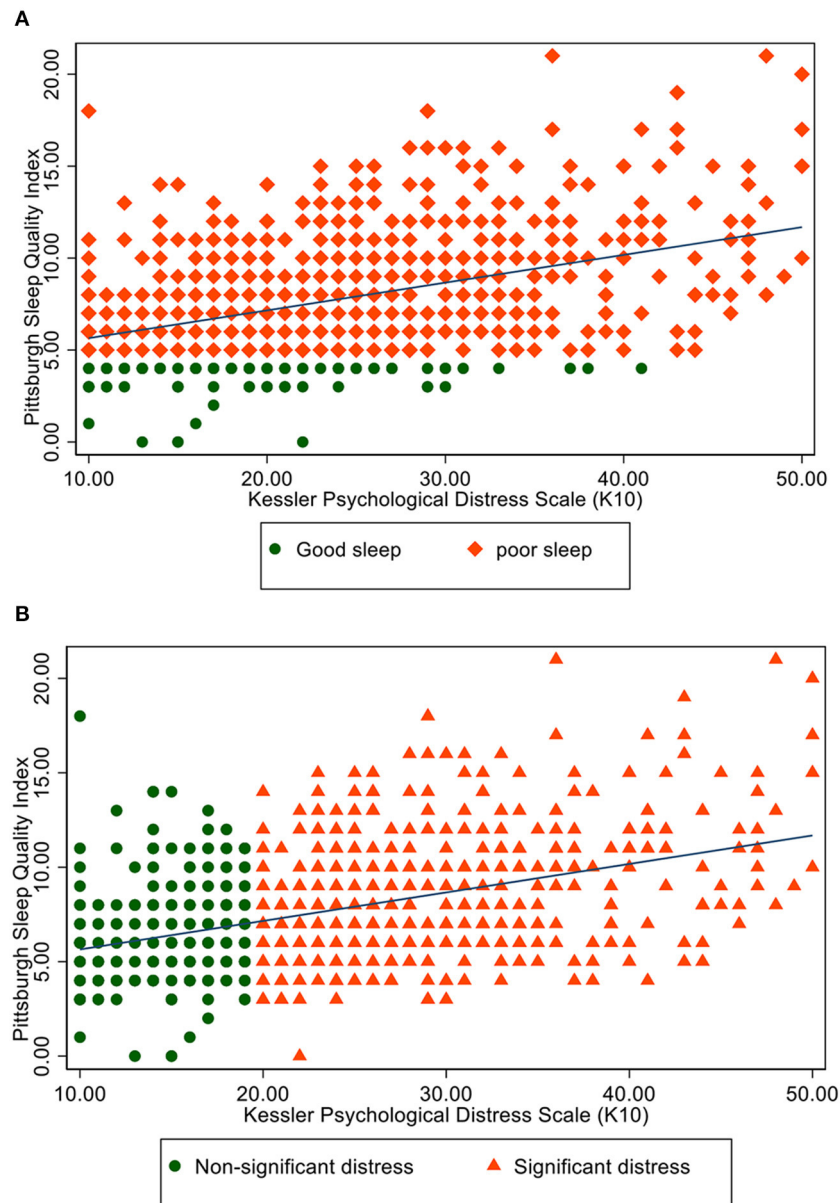 A
20.00
15.00
10.00
5.00
0.00
Pittsburgh Sleep Quality Index
10.00 20.00 30.00 40.00 50.00
Kessler Psychological Distress Scale (K10)
Good sleep poor sleep
B
20.00
15.00
10.00
5.00
0.00
Pittsburgh Sleep Quality Index
10.00 20.00 30.00 40.00 50.00
Kessler Psychological Distress Scale (K10)
Non-significant distress Significant distress